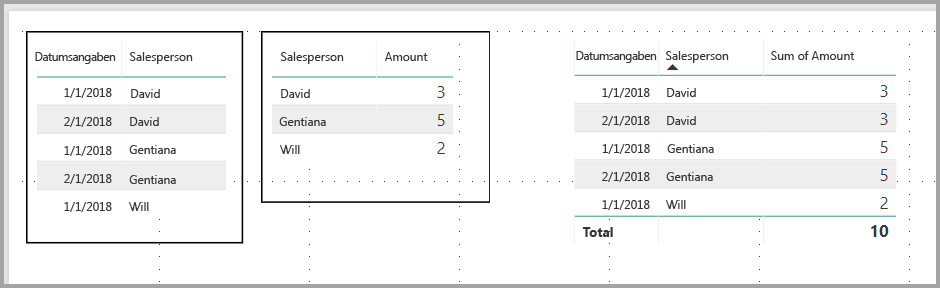 Datumsangaben Salesperson
1/1/2018 David
2/1/2018 David
1/1/2018 Gentiana
2/1/2018 Gentiana
1/1/2018 Will
Salesperson Amount
David 3
Gentiana 5
Will 2
Datumsangaben Salesperson Sum of Amount
1/1/2018 David 3
2/1/2018 David 3
1/1/2018 Gentiana 5
2/1/2018 Gentiana 5
1/1/2018 Will 2
Total 10